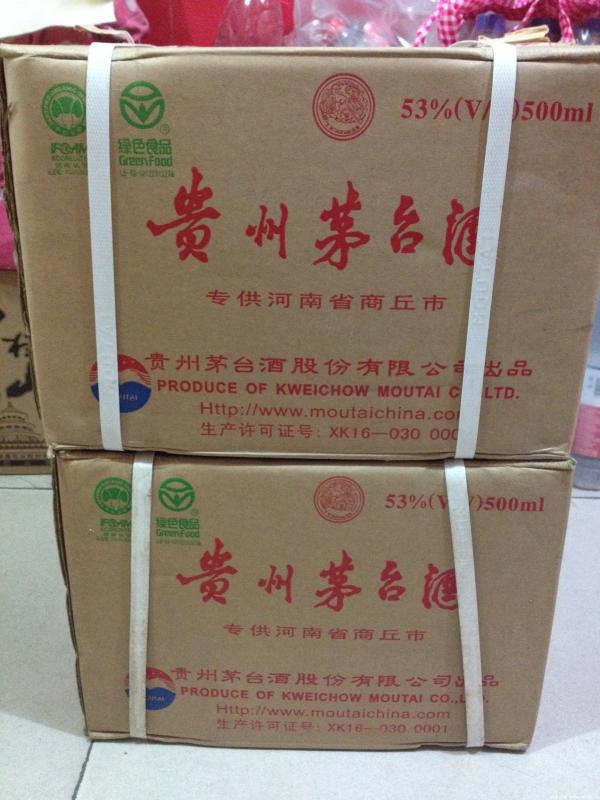 53%(V/ )500ml
IFOAM
绿色食品
GreenFood
贵州茅台酒
专供河南省商丘市
贵州茅台酒股份有限公司出品
PRODUCE OF KWEICHOW MOUTAI CO.,LTD.
Http://www.moutaichina.com
生产许可证号: XK16—030 000
53%(V/V)500ml
IFOAM
绿色食品
GreenFood
贵州茅台酒
专供河南省商丘市
贵州茅台酒股份有限公司出品
PRODUCE OF KWEICHOW MOUTAI CO.,LTD.
Http://www.moutaichina.com
生产许可证号: XK16—030 0001